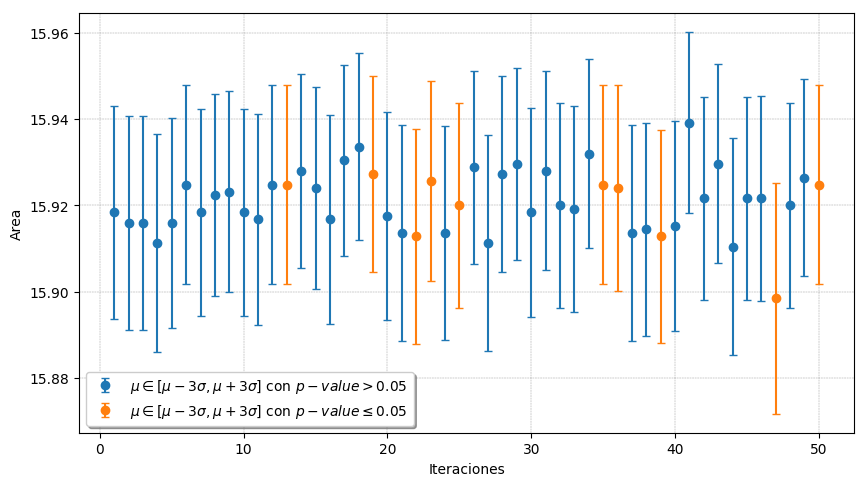 15.96
15.94
15.92
15.90
15.88
Area
μ ∈ [μ − 3σ, μ + 3σ] con p − value > 0.05
μ ∈ [μ − 3σ, μ + 3σ] con p − value ≤ 0.05
0 10 20 30 40 50
Iteraciones